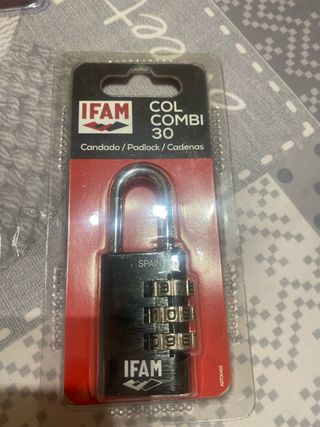 IFAM
COL
COMBI
30
Candado / Padlock / Cadenas
SPAIN
IFAM